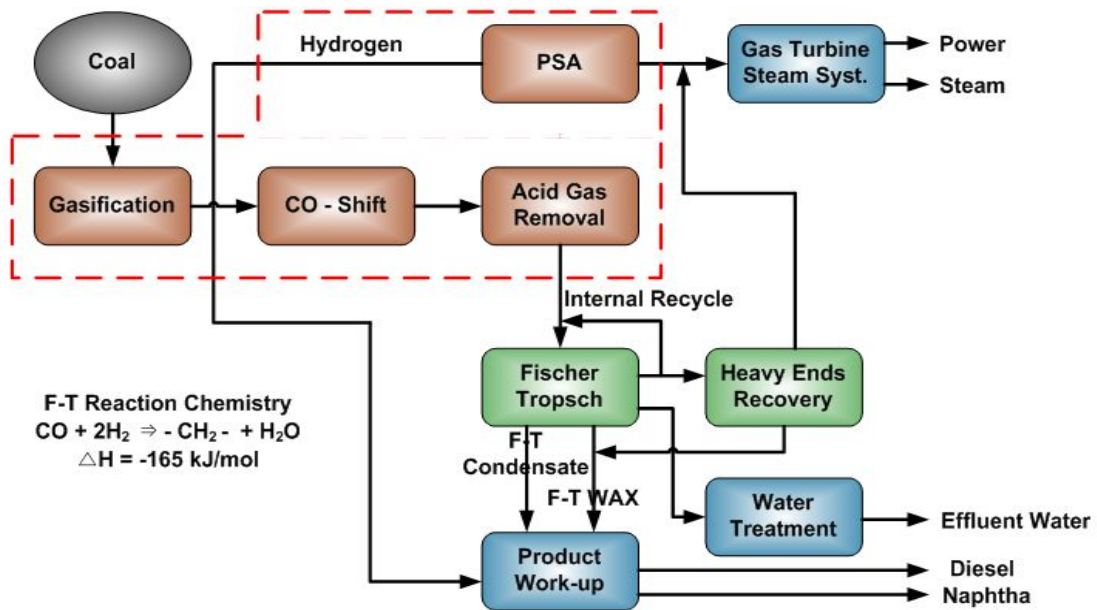 Coal
Hydrogen
PSA
Gas Turbine
Steam Syst.
Power
Steam
Gasification
CO - Shift
Acid Gas
Removal
Internal Recycle
Fischer
Tropsch
Heavy Ends
Recovery
F-T Reaction Chemistry
CO + 2H₂ ⇒ - CH₂ - + H₂O
△H = -165 kJ/mol
F-T
Condensate
F-T WAX
Water
Treatment
Effluent Water
Product
Work-up
Diesel
Naphtha